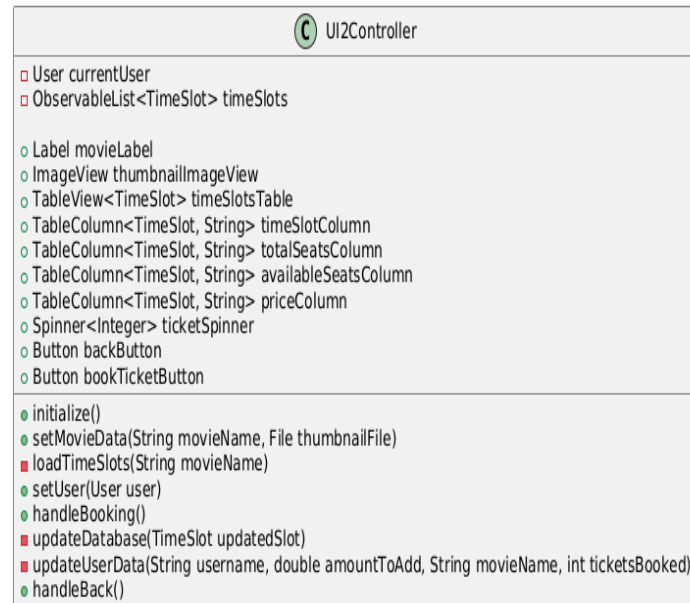 C UI2Controller
User currentUser
ObservableList<TimeSlot> timeSlots
Label movieLabel
ImageView thumbnailImageView
TableView<TimeSlot> timeSlotsTable
TableColumn<TimeSlot, String> timeSlotColumn
TableColumn<TimeSlot, String> totalSeatsColumn
TableColumn<TimeSlot, String> availableSeatsColumn
TableColumn<TimeSlot, String> priceColumn
Spinner<Integer> ticketSpinner
Button backButton
Button bookTicketButton
initialize()
setMovieData(String movieName, File thumbnailFile)
loadTimeSlots(String movieName)
setUser(User user)
handleBooking()
updateDatabase(TimeSlot updatedSlot)
updateUserData(String username, double amountToAdd, String movieName, int ticketsBooked)
handleBack()